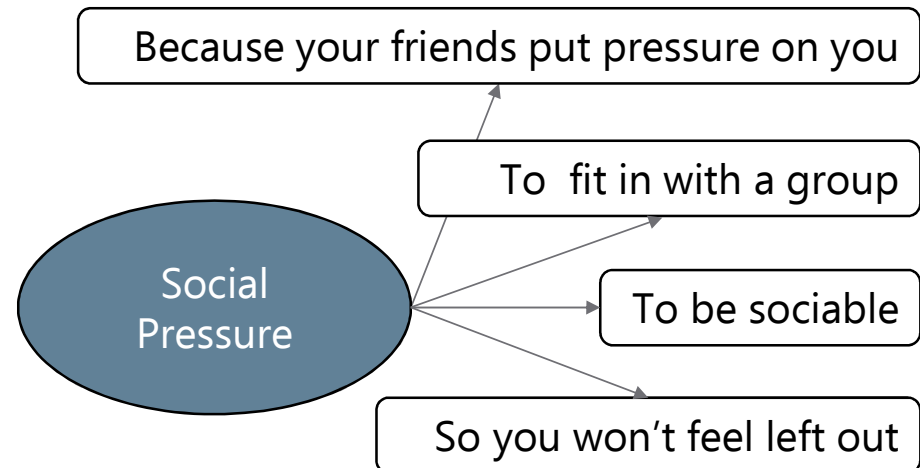 Because your friends put pressure on you
To  fit in with a group
Social
Pressure
To be sociable
So you won’t feel left out